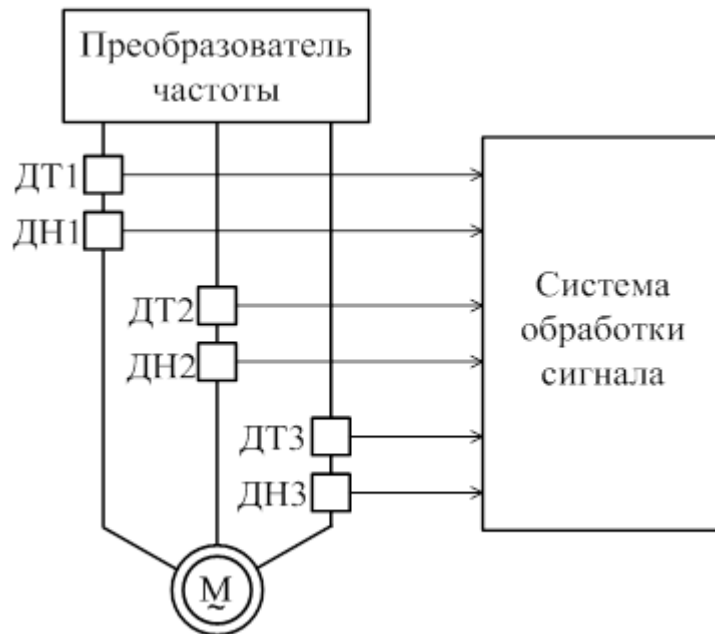 Преобразователь
частоты
ДТ1
ДН1
ДТ2
ДН2
ДТ3
ДН3
Система
обработки
сигнала
М
~